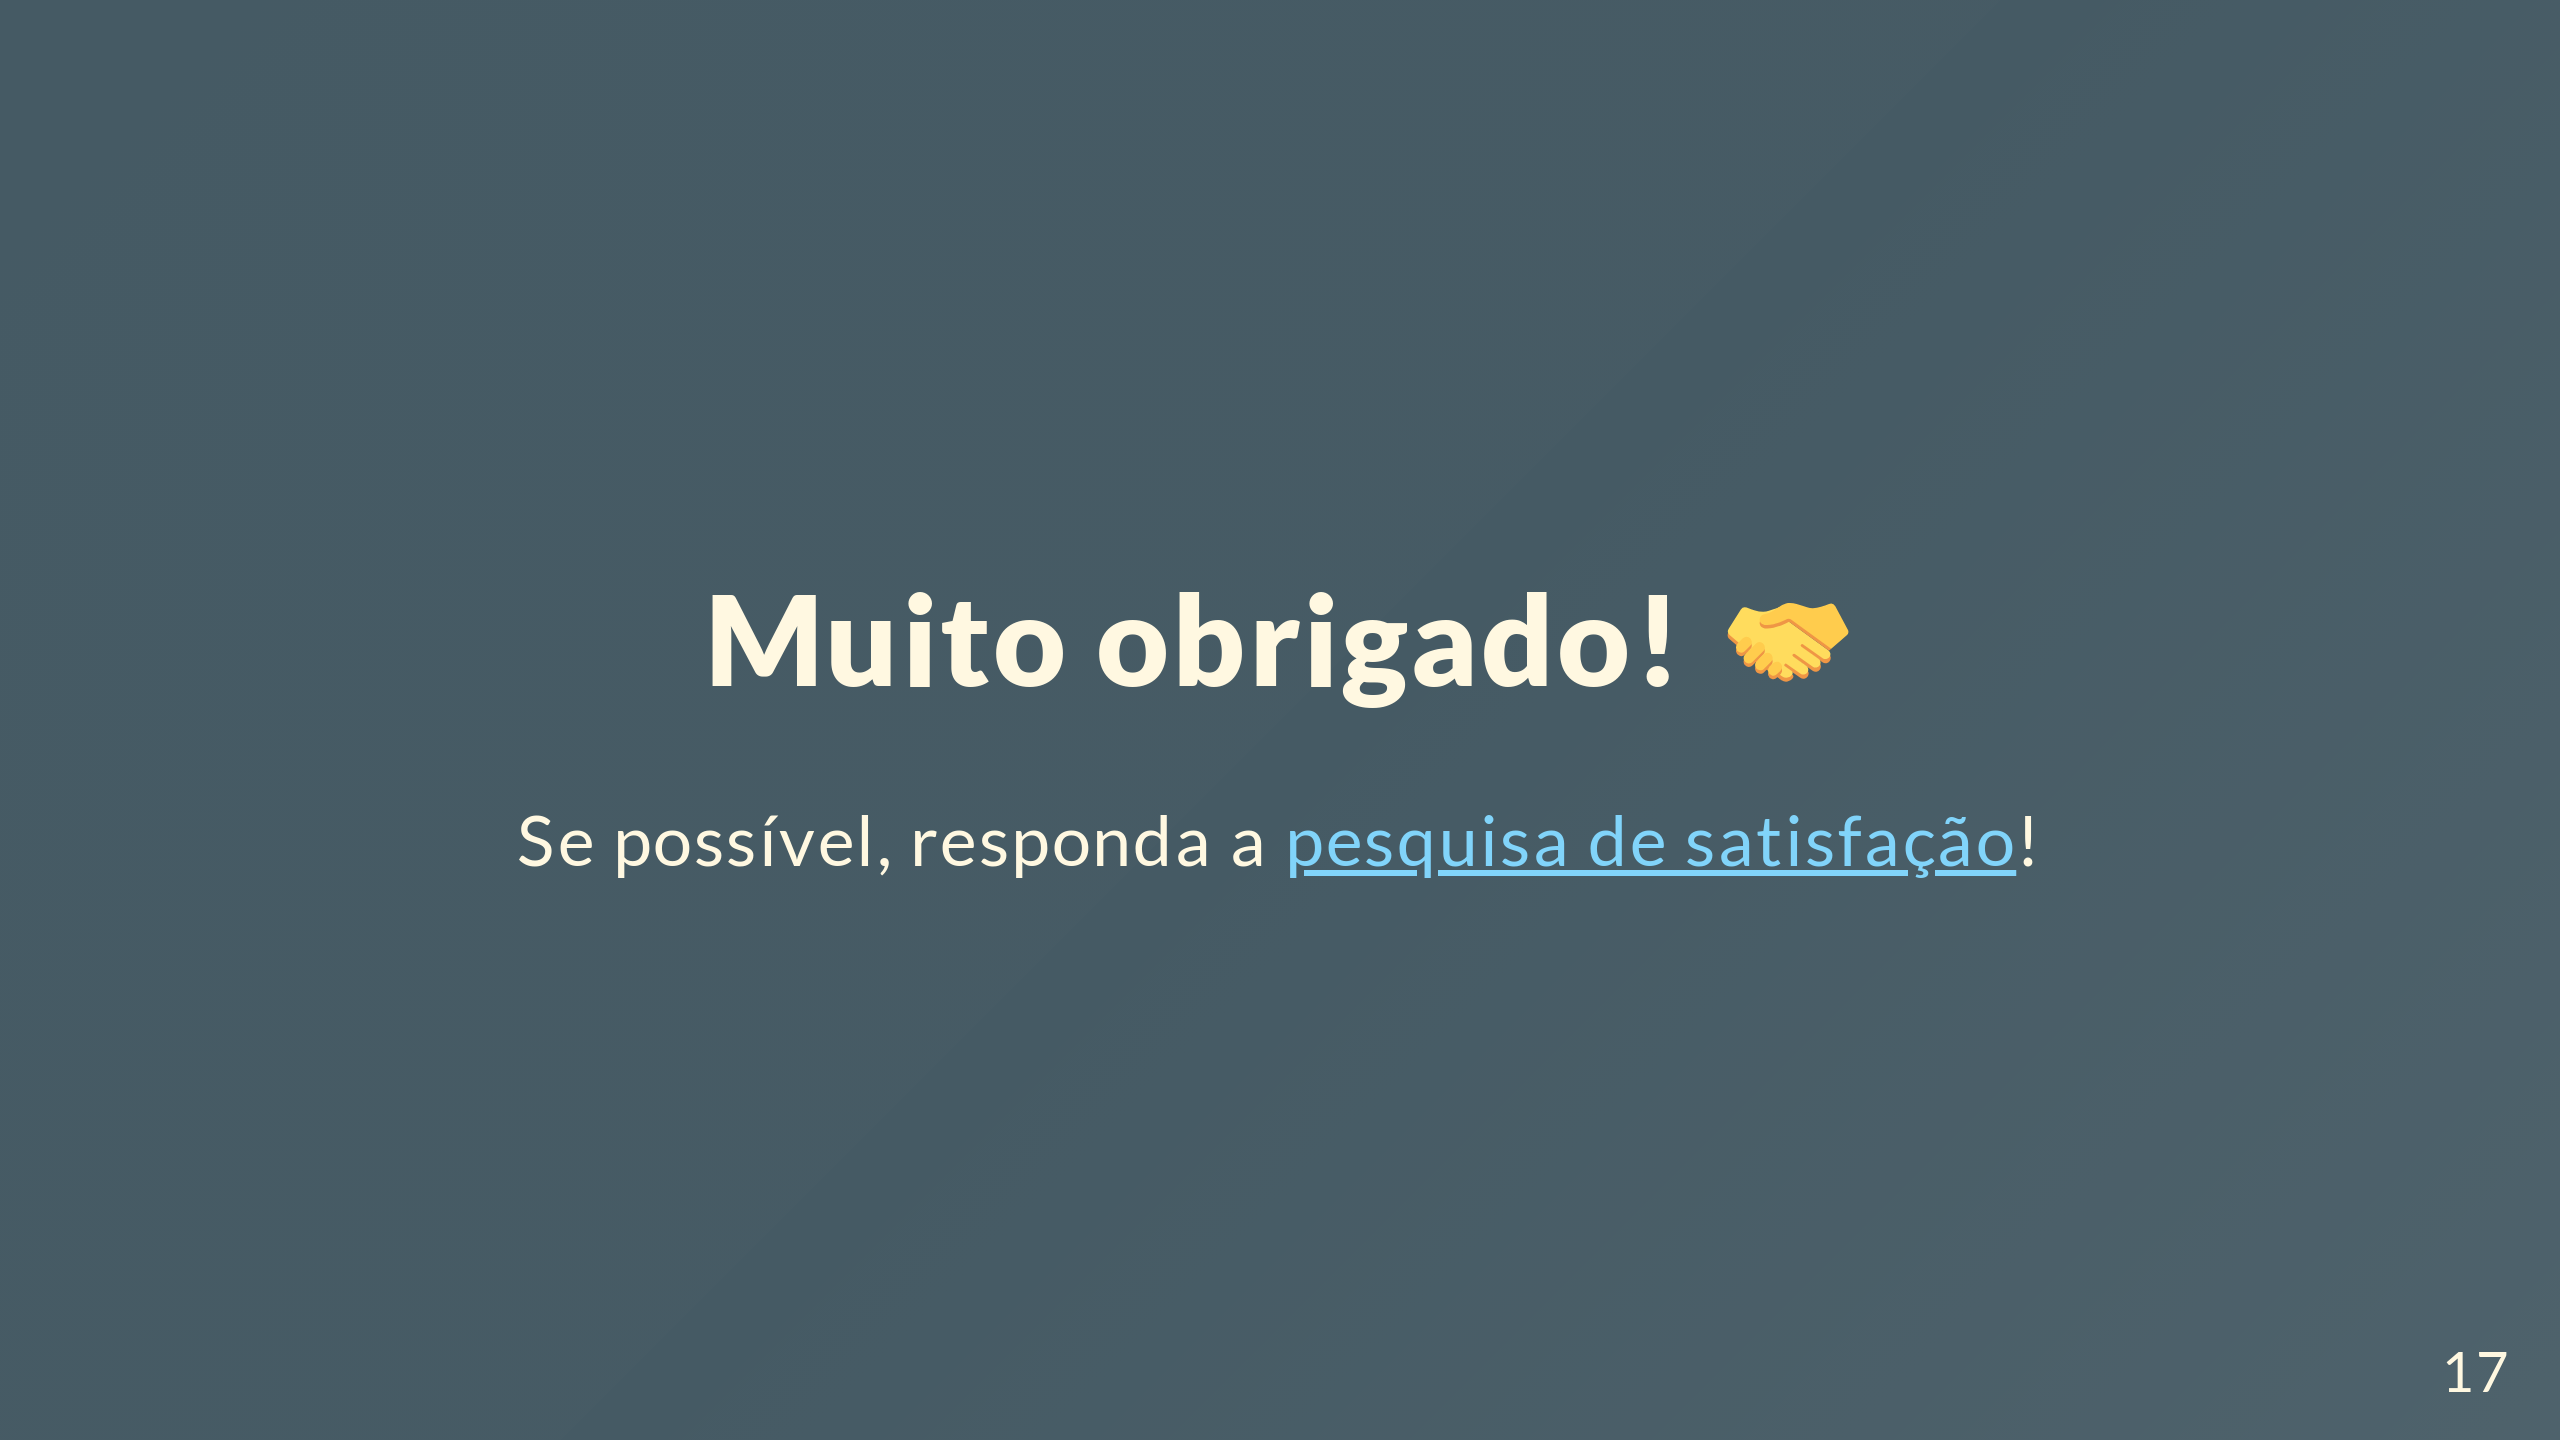 Muito obrigado! 🤝
Se possível, responda a pesquisa de satisfação!
17